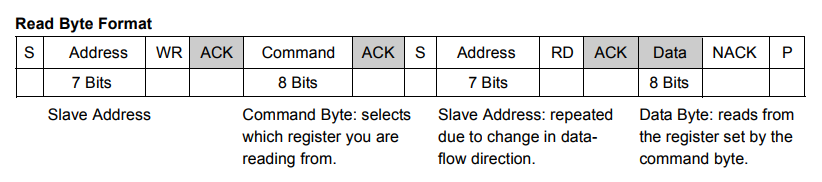 Read Byte Format
S Address WR ACK Command ACK S Address RD ACK Data NACK P
7 Bits 8 Bits 7 Bits 8 Bits
Slave Address
Command Byte: selects
which register you are
reading from.
Slave Address: repeated
due to change in data-
flow direction.
Data Byte: reads from
the register set by the
command byte.